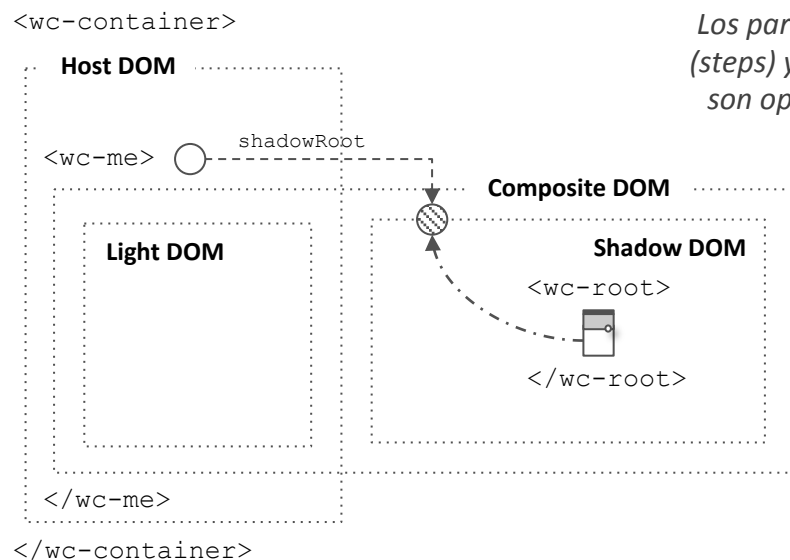 <wc-container>
Los par
(steps) y
son op
Host DOM
<wc-me>
shadowRoot
Composite DOM
Light DOM
Shadow DOM
<wc-root>
</wc-root>
</wc-me>
</wc-container>